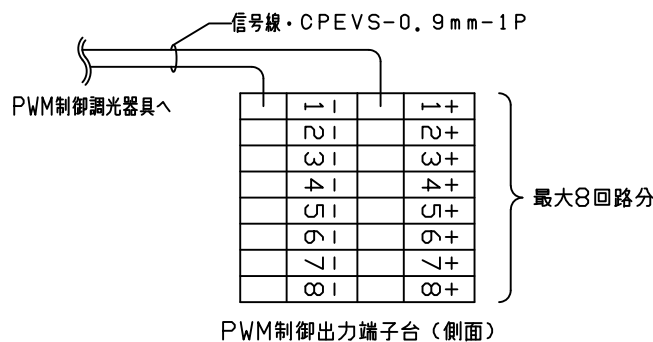 信号線・CPEVS-0.9mm-1P
PWM制御調光器具へ
1- 1+
2- 2+
3- 3+
4- 4+
5- 5+
6- 6+
7- 7+
8- 8+
最大8回路分
PWM制御出力端子台（側面）